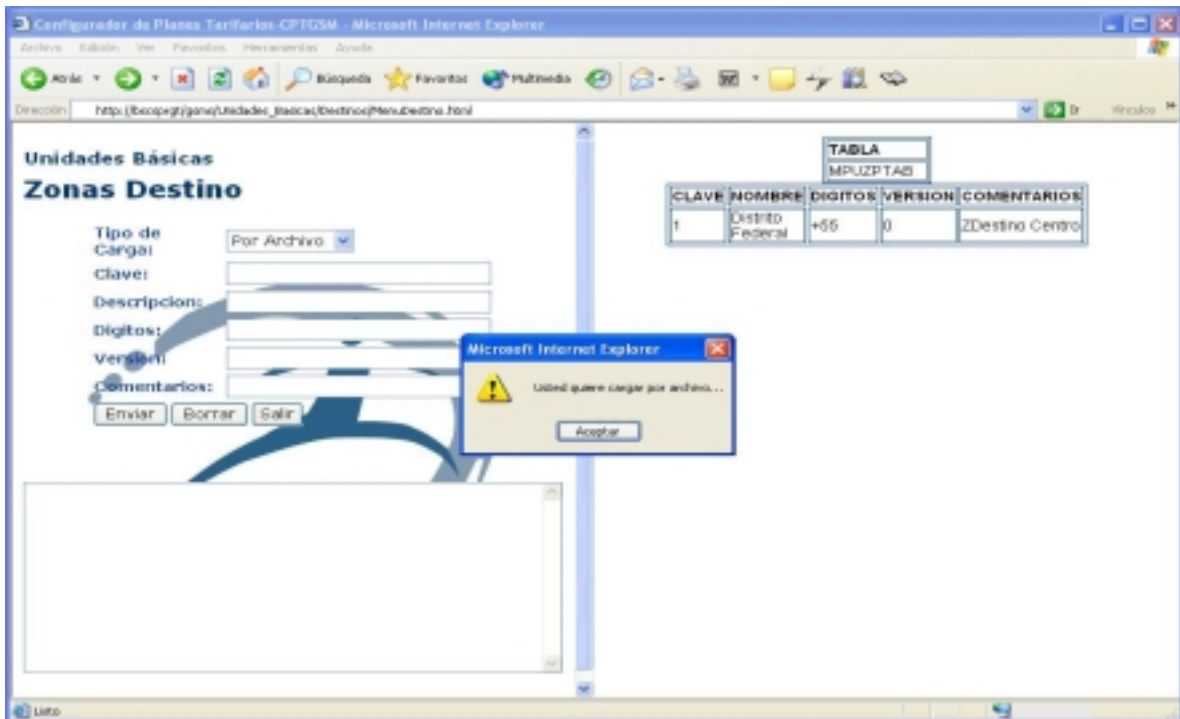 Configurador de Planes Tarifarios-CPTGSM - Microsoft Internet Explorer
Archivo Edición Ver Favoritos Herramientas Ayuda
Atrás Búsqueda Favoritos Multimedia
Dirección Ir Vínculos
Unidades Básicas
Zonas Destino
Tipo de Carga: Por Archivo
Clave:
Descripcion:
Digitos:
Version:
Comentarios:
Enviar Borrar Salir
TABLA
MPUZPTAB
CLAVE NOMBRE DIGITOS VERSION COMENTARIOS
1 Distrito Federal +55 0 ZDestino Centro
Microsoft Internet Explorer
Usted quiere cargar por archivo...
Aceptar
Listo